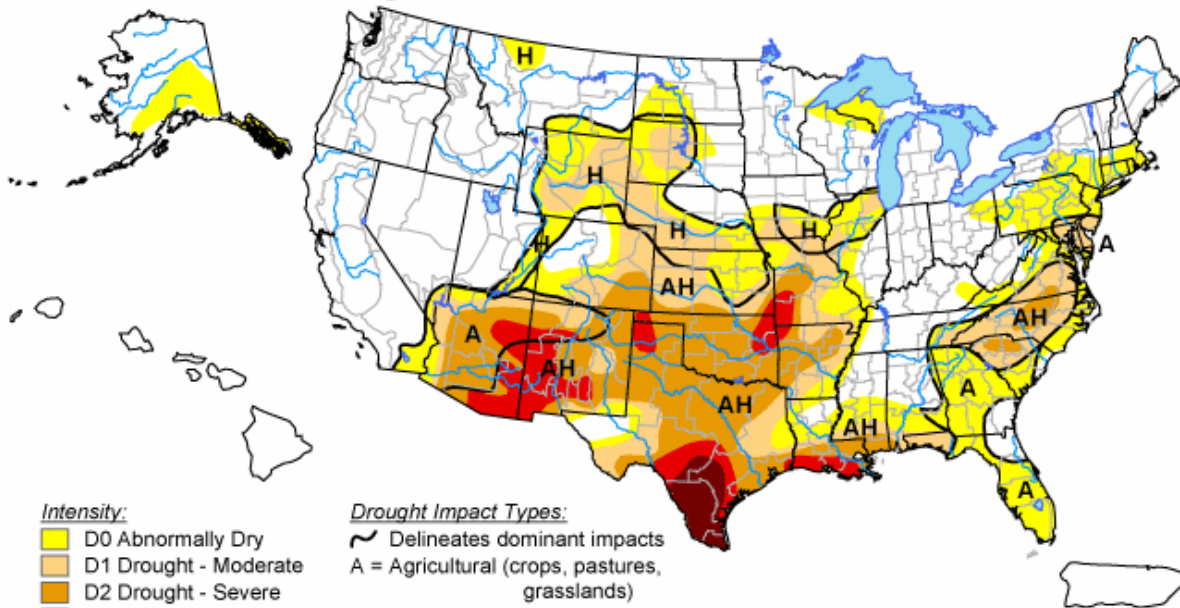 H
H
H
H
H
A
AH
AH
A
AH
A
AH
AH
A
Intensity:
D0 Abnormally Dry
D1 Drought - Moderate
D2 Drought - Severe
Drought Impact Types:
Delineates dominant impacts
A = Agricultural (crops, pastures,
grasslands)